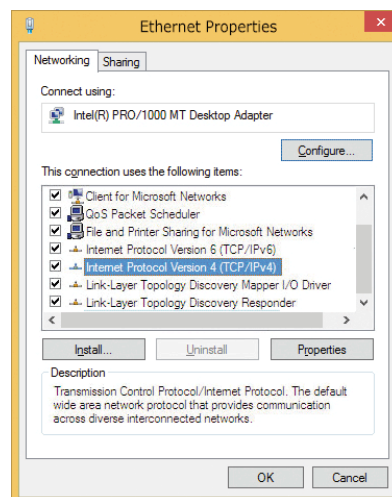 Ethernet Properties
Networking
Sharing
Connect using:
Intel(R) PRO/1000 MT Desktop Adapter
Configure...
This connection uses the following items:
Client for Microsoft Networks
QoS Packet Scheduler
File and Printer Sharing for Microsoft Networks
Internet Protocol Version 6 (TCP/IPv6)
Internet Protocol Version 4 (TCP/IPv4)
Link-Layer Topology Discovery Mapper I/O Driver
Link-Layer Topology Discovery Responder
Install...
Uninstall
Properties
Description
Transmission Control Protocol/Internet Protocol. The default
wide area network protocol that provides communication
across diverse interconnected networks.
OK
Cancel